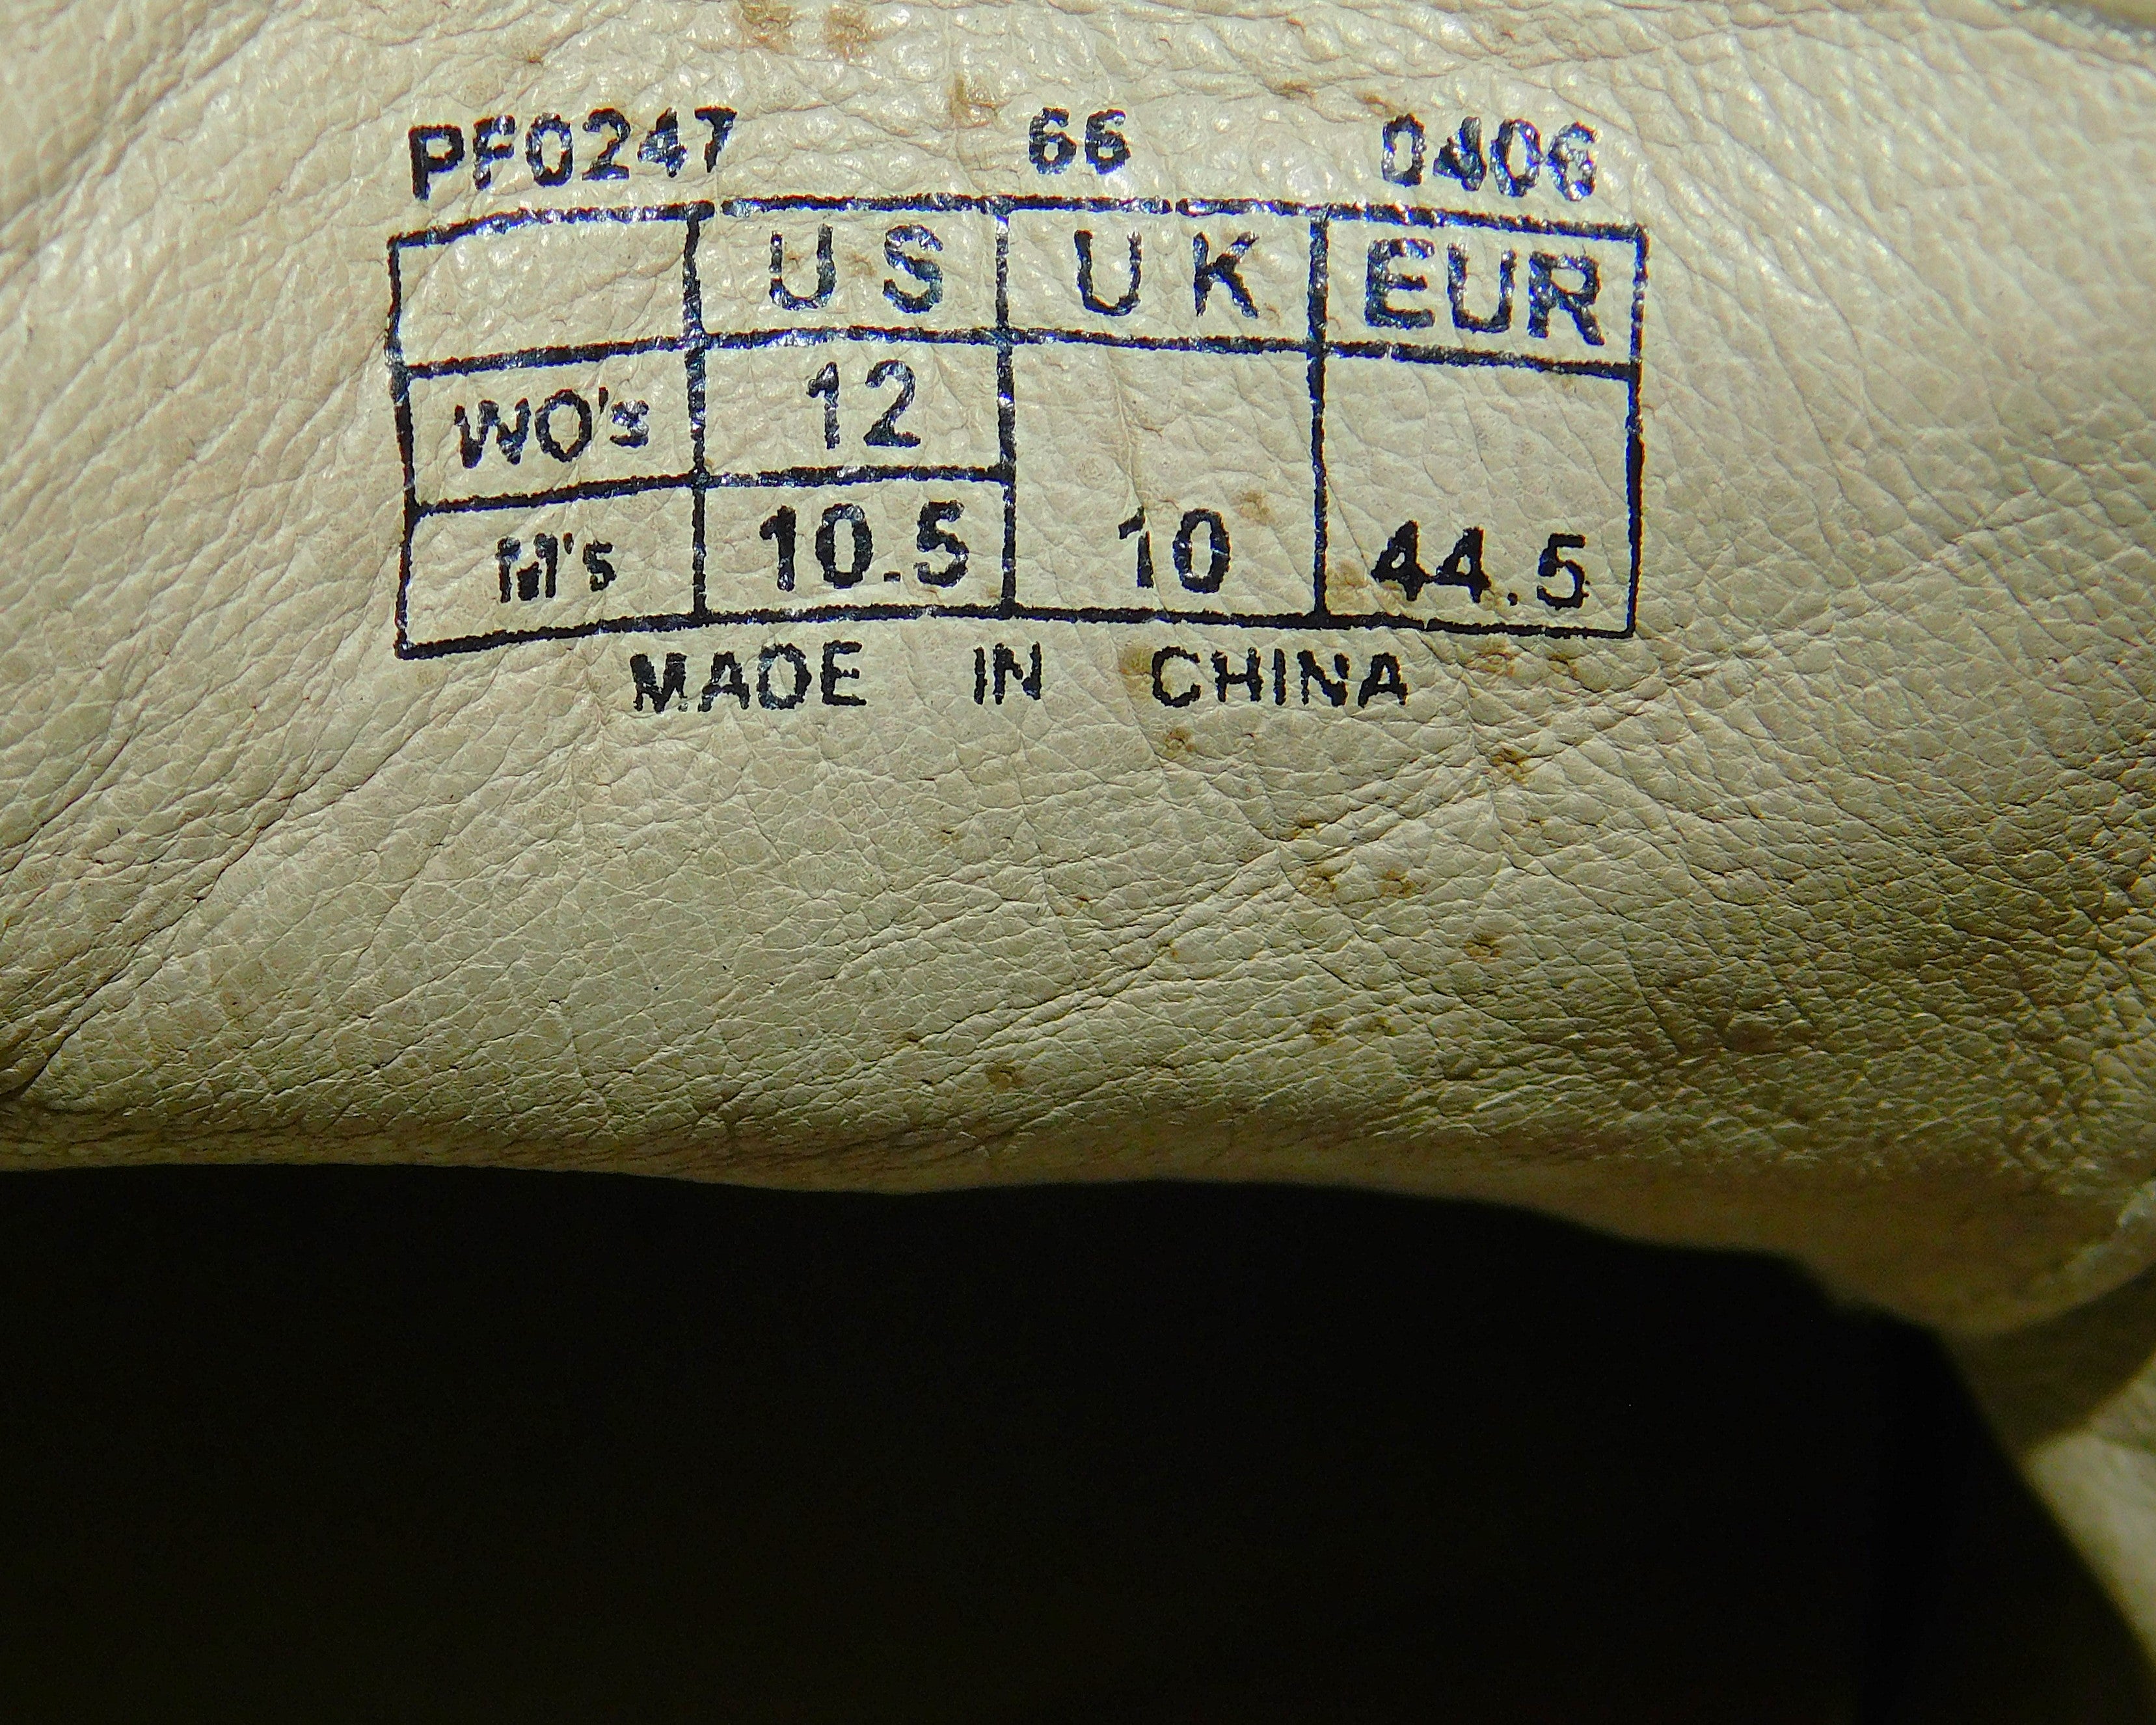 PF0247 66 0406
US UK EUR
WO's 12
M's 10.5 10 44.5
MADE IN CHINA